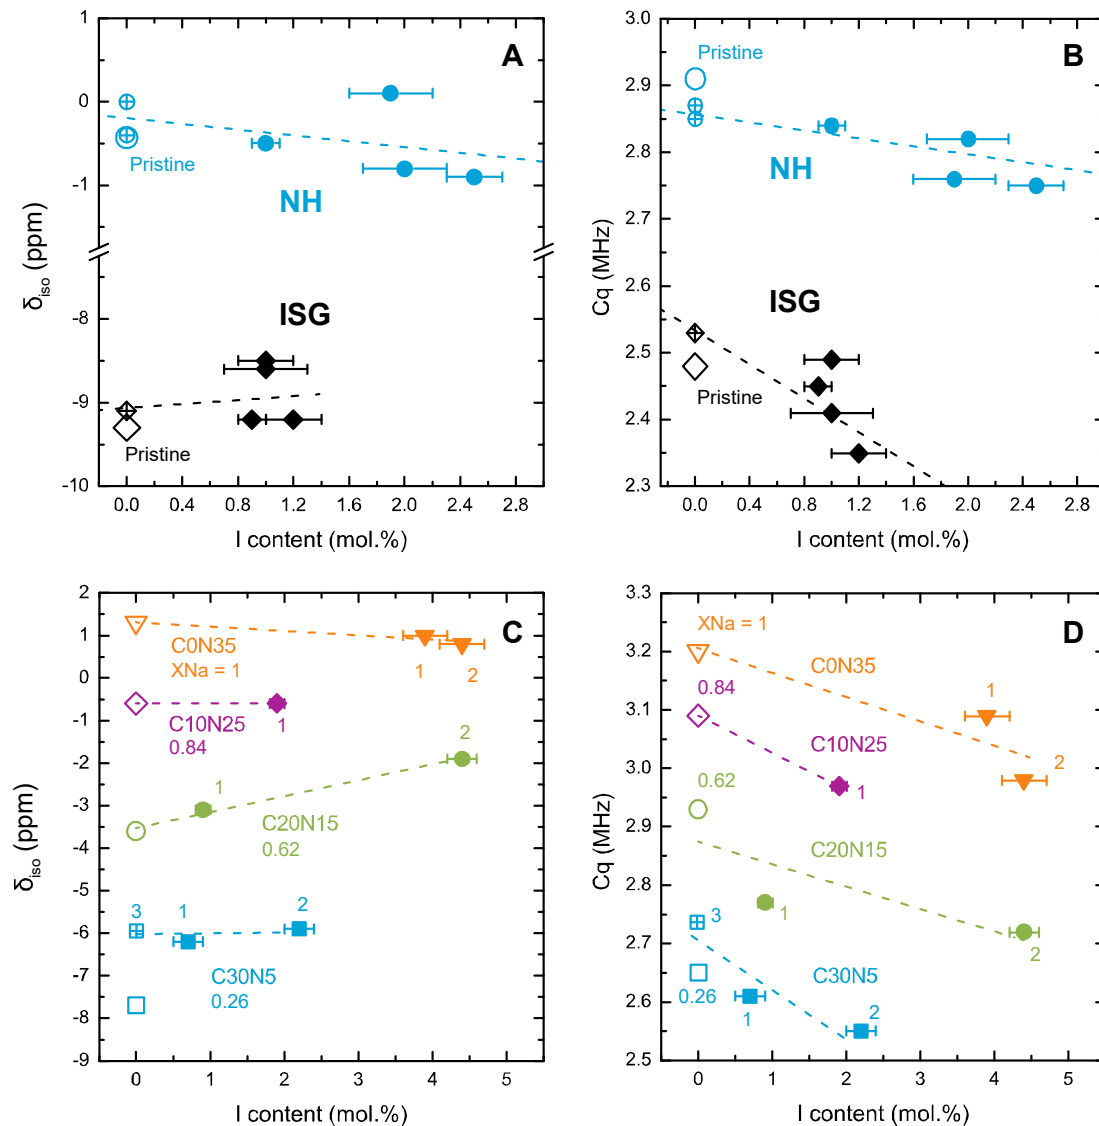 A
1
0
-1
-8
-9
-10
δiso (ppm)
Pristine
NH
ISG
Pristine
0.0 0.4 0.8 1.2 1.6 2.0 2.4 2.8
I content (mol.%)
B
3.0
2.9
2.8
2.7
2.6
2.5
2.4
2.3
Cq (MHz)
Pristine
NH
ISG
Pristine
0.0 0.4 0.8 1.2 1.6 2.0 2.4 2.8
I content (mol.%)
C
2
1
0
-1
-2
-3
-4
-5
-6
-7
-8
-9
δiso (ppm)
C0N35
XNa = 1
1
2
C10N25
0.84
1
2
1
C20N15
0.62
3
1
2
C30N5
0.26
0 1 2 3 4 5
I content (mol.%)
D
3.3
3.2
3.1
3.0
2.9
2.8
2.7
2.6
2.5
Cq (MHz)
XNa = 1
C0N35
0.84
1
C10N25
2
1
0.62
C20N15
3
1
2
C30N5
0.26
1
2
0 1 2 3 4 5
I content (mol.%)